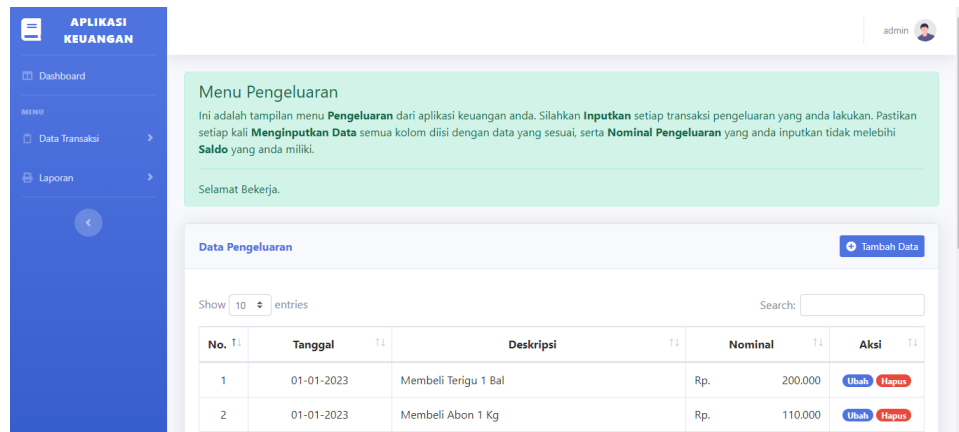 APLIKASI
KEUANGAN
admin
Dashboard
MENU
Data Transaksi
Laporan
Menu Pengeluaran
Ini adalah tampilan menu Pengeluaran dari aplikasi keuangan anda. Silahkan Inputkan setiap transaksi pengeluaran yang anda lakukan. Pastikan
setiap kali Menginputkan Data semua kolom diisi dengan data yang sesuai, serta Nominal Pengeluaran yang anda inputkan tidak melebihi
Saldo yang anda miliki.
Selamat Bekerja.
Data Pengeluaran
Tambah Data
Show 10 entries
Search:
No. Tanggal Deskripsi Nominal Aksi
1 01-01-2023 Membeli Terigu 1 Bal Rp. 200.000 Ubah Hapus
2 01-01-2023 Membeli Abon 1 Kg Rp. 110.000 Ubah Hapus